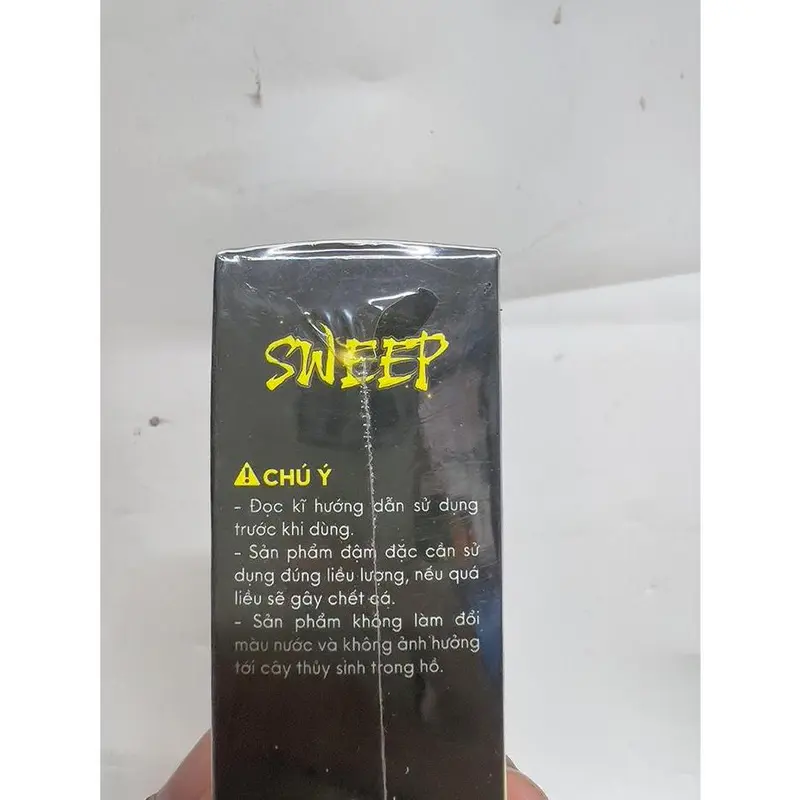 SWEEP
⚠ CHÚ Ý
- Đọc kĩ hướng dẫn sử dụng
trước khi dùng.
- Sản phẩm đậm đặc cần sử
dụng đúng liều lượng, nếu quá
liều sẽ gây chết cá.
- Sản phẩm không làm đổi
màu nước và không ảnh hưởng
tới cây thủy sinh trong hồ.